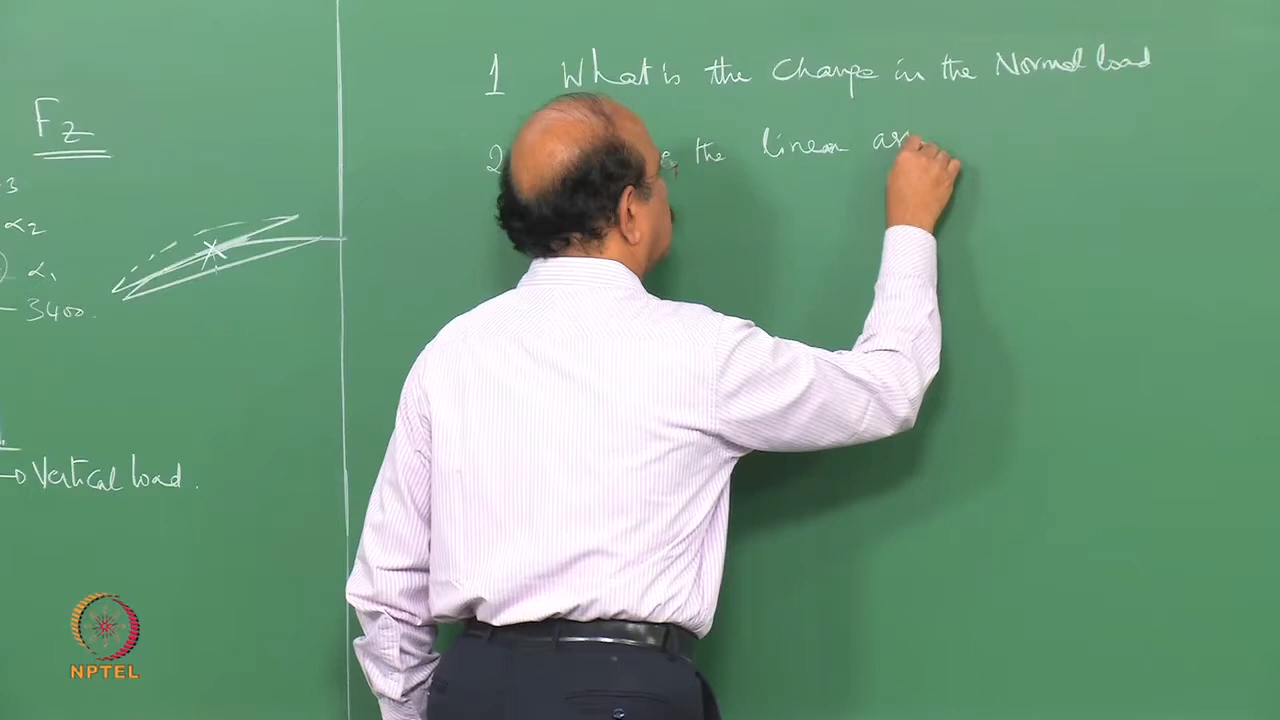 Fz
3
α2
α1
3400.
Vertical load.
1 What is the Change in the Normal load
2 the linear
NPTEL